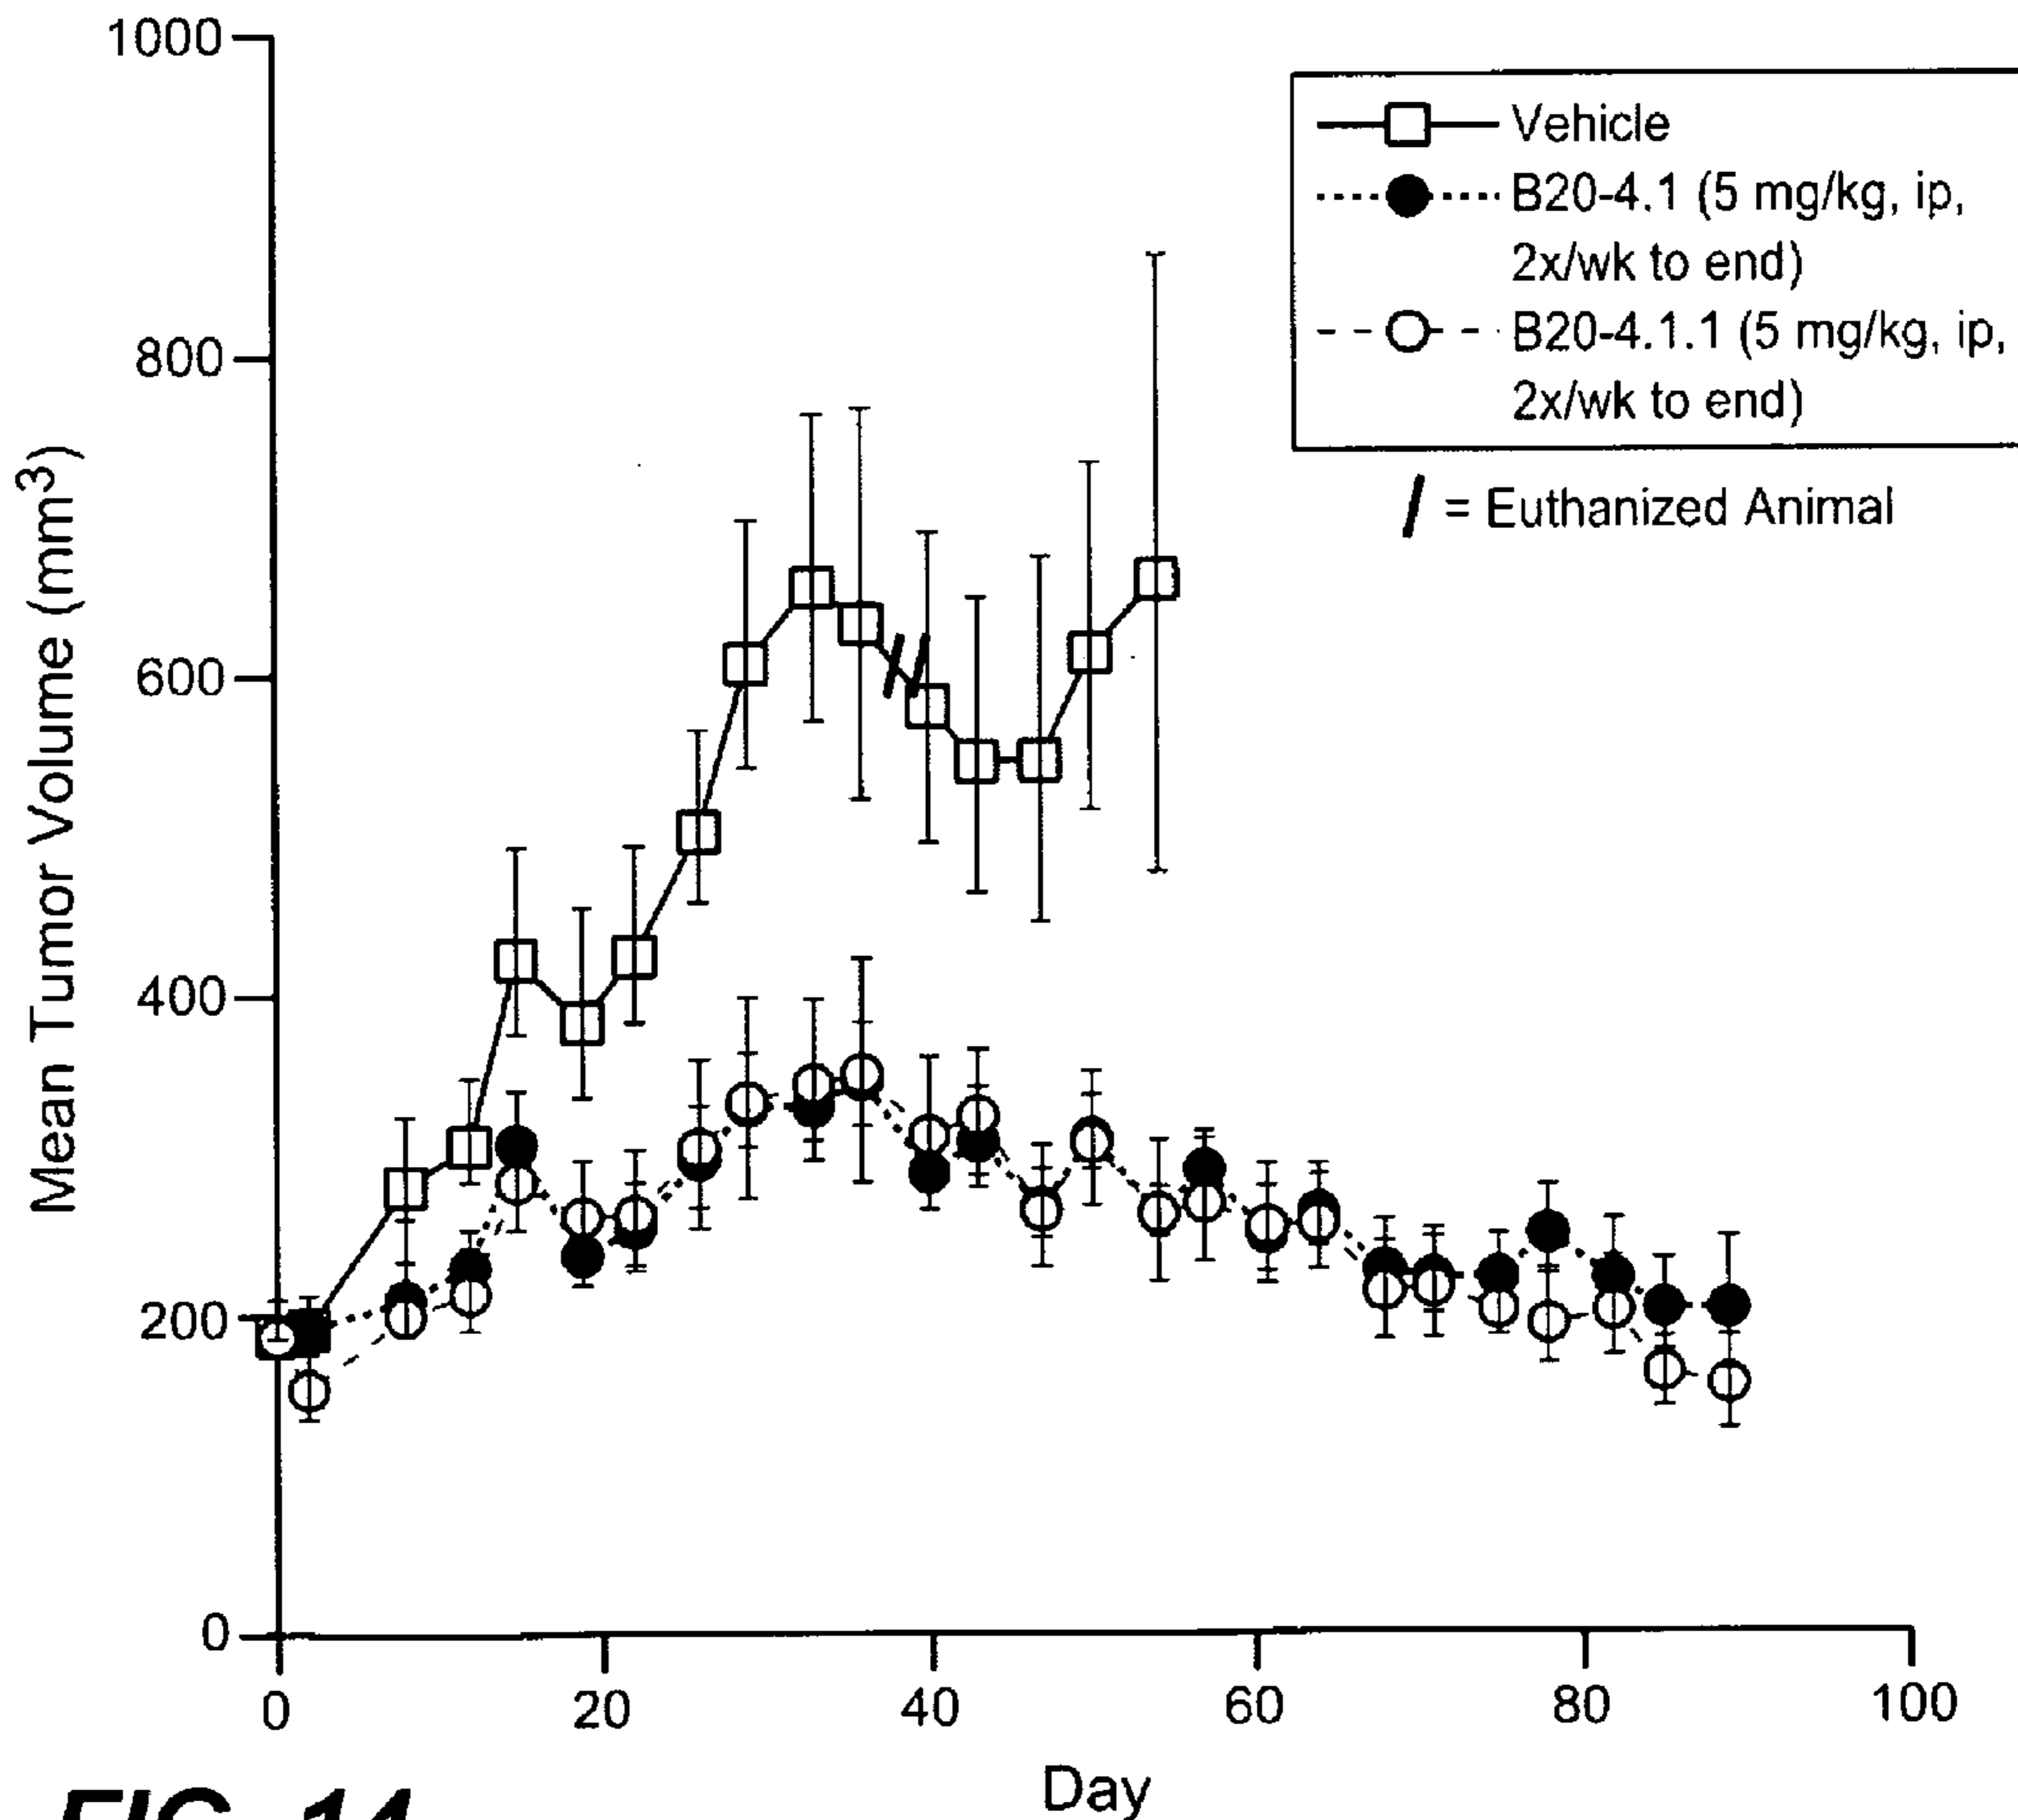 1000
800
600
400
200
0
Mean Tumor Volume (mm³)
Vehicle
B20-4.1 (5 mg/kg, ip,
2x/wk to end)
B20-4.1.1 (5 mg/kg, ip,
2x/wk to end)
/ = Euthanized Animal
0 20 40 60 80 100
Day
FIG. 14